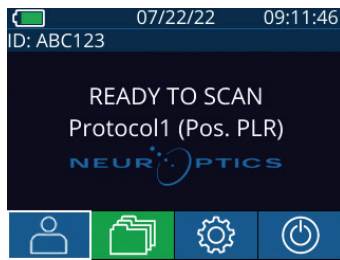 07/22/22 09:11:46
ID: ABC123
READY TO SCAN
Protocol1 (Pos. PLR)
NEUROPTICS